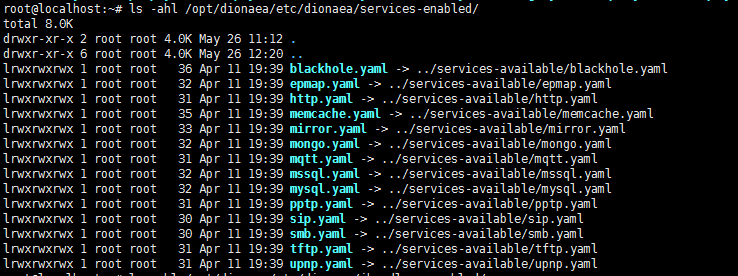 root@localhost:~# ls -ahl /opt/dionaea/etc/dionaea/services-enabled/
total 8.0K
drwxr-xr-x 2 root root 4.0K May 26 11:12 .
drwxr-xr-x 6 root root 4.0K May 26 12:20 ..
lrwxrwxrwx 1 root root   36 Apr 11 19:39 blackhole.yaml -> ../services-available/blackhole.yaml
lrwxrwxrwx 1 root root   32 Apr 11 19:39 epmap.yaml -> ../services-available/epmap.yaml
lrwxrwxrwx 1 root root   31 Apr 11 19:39 http.yaml -> ../services-available/http.yaml
lrwxrwxrwx 1 root root   35 Apr 11 19:39 memcache.yaml -> ../services-available/memcache.yaml
lrwxrwxrwx 1 root root   33 Apr 11 19:39 mirror.yaml -> ../services-available/mirror.yaml
lrwxrwxrwx 1 root root   32 Apr 11 19:39 mongo.yaml -> ../services-available/mongo.yaml
lrwxrwxrwx 1 root root   31 Apr 11 19:39 mqtt.yaml -> ../services-available/mqtt.yaml
lrwxrwxrwx 1 root root   32 Apr 11 19:39 mssql.yaml -> ../services-available/mssql.yaml
lrwxrwxrwx 1 root root   32 Apr 11 19:39 mysql.yaml -> ../services-available/mysql.yaml
lrwxrwxrwx 1 root root   31 Apr 11 19:39 pptp.yaml -> ../services-available/pptp.yaml
lrwxrwxrwx 1 root root   30 Apr 11 19:39 sip.yaml -> ../services-available/sip.yaml
lrwxrwxrwx 1 root root   30 Apr 11 19:39 smb.yaml -> ../services-available/smb.yaml
lrwxrwxrwx 1 root root   31 Apr 11 19:39 tftp.yaml -> ../services-available/tftp.yaml
lrwxrwxrwx 1 root root   31 Apr 11 19:39 upnp.yaml -> ../services-available/upnp.yaml